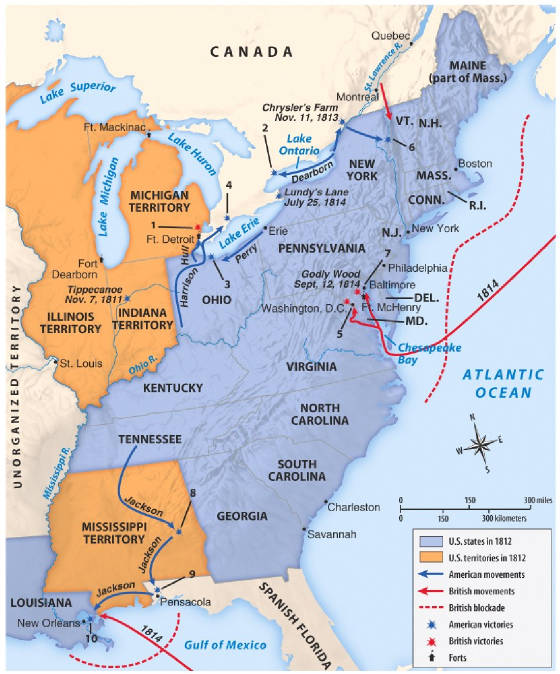 CANADA
Quebec
St. Lawrence R.
MAINE
(part of Mass.)
Lake Superior
Montreal
Chrysler's Farm
Nov. 11, 1813
Ft. Mackinac
Lake Huron
2
Lake
Ontario
Dearborn
VT.
N.H.
6
NEW
YORK
MASS.
Boston
CONN.
R.I.
Lake Michigan
MICHIGAN
TERRITORY
4
Lundy's Lane
July 25, 1814
1
Ft. Detroit
Hull
Lake Erie
Erie
Perry
N.J.
New York
PENNSYLVANIA
7
Philadelphia
Fort
Dearborn
Harrison
3
OHIO
Godly Wood
Sept. 12, 1814
Baltimore
DEL.
1814
Tippecanoe
Nov. 7, 1811
Washington, D.C.
Ft. McHenry
MD.
5
ILLINOIS
TERRITORY
INDIANA
TERRITORY
Chesapeake
Bay
UNORGANIZED TERRITORY
St. Louis
Ohio R.
VIRGINIA
ATLANTIC
OCEAN
KENTUCKY
NORTH
CAROLINA
N
W
E
S
TENNESSEE
Mississippi R.
SOUTH
CAROLINA
Jackson
8
MISSISSIPPI
TERRITORY
GEORGIA
Charleston
Savannah
0 150 300 miles
0 150 300 kilometers
Jackson
9
Jackson
Pensacola
LOUISIANA
New Orleans
10
1814
SPANISH FLORIDA
Gulf of Mexico
U.S. states in 1812
U.S. territories in 1812
American movements
British movements
British blockade
American victories
British victories
Forts